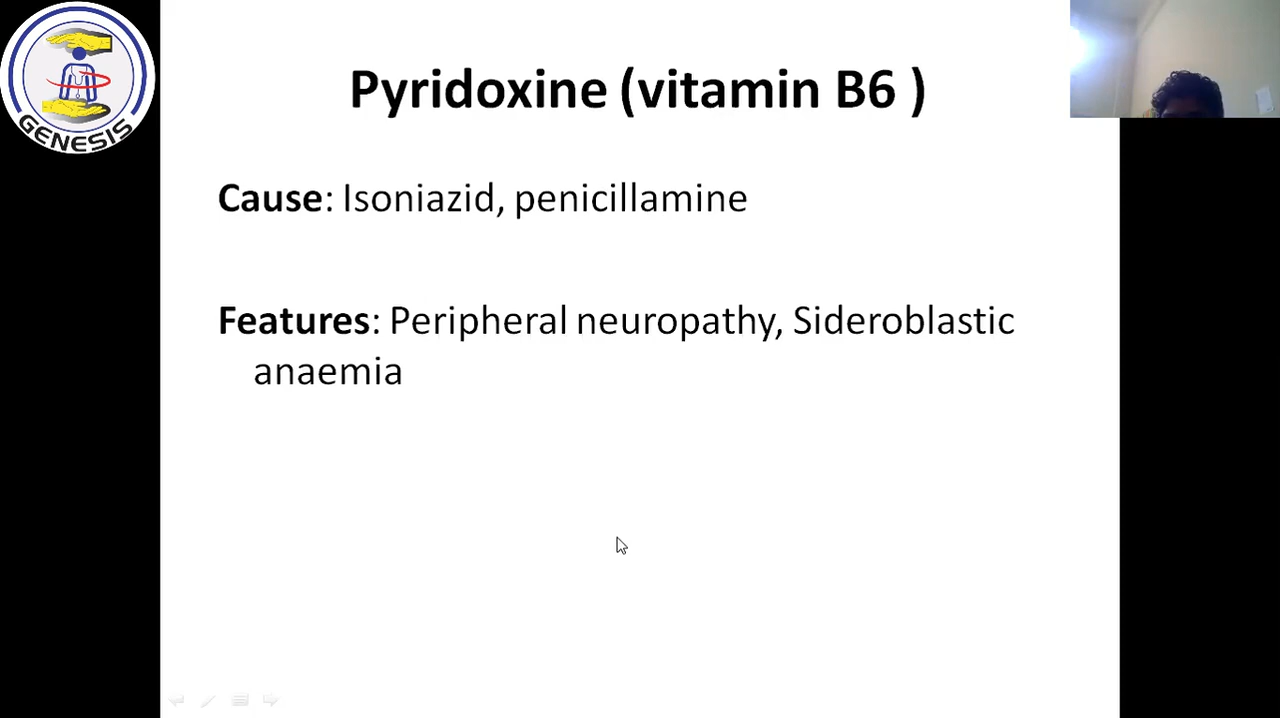 GENESIS
Pyridoxine (vitamin B6 )
Cause: Isoniazid, penicillamine
Features: Peripheral neuropathy, Sideroblastic
anaemia